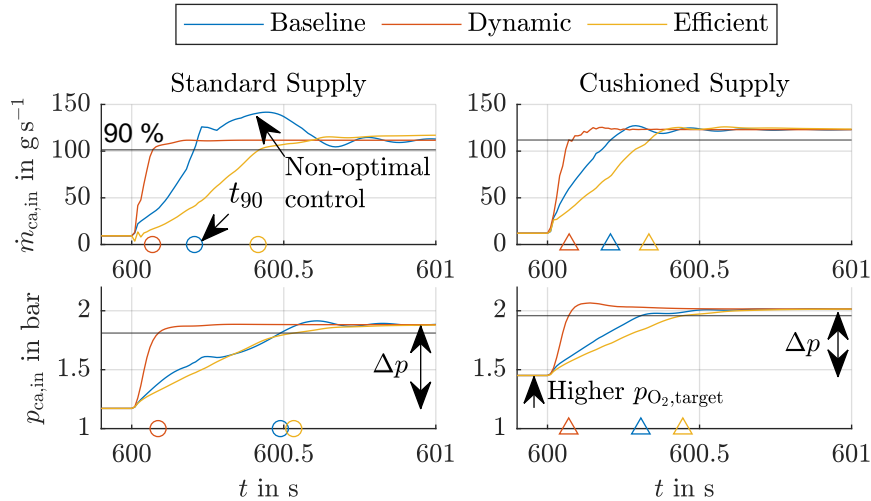 Baseline Dynamic Efficient
Standard Supply
Cushioned Supply
ṁca,in in g s−1
150
100
50
0
90 %
Non-optimal
control
t90
600 600.5 601
150
100
50
0
600 600.5 601
pca,in in bar
2
1.5
1
Δp
600 600.5 601
t in s
2
1.5
1
Δp
Higher pO2,target
600 600.5 601
t in s